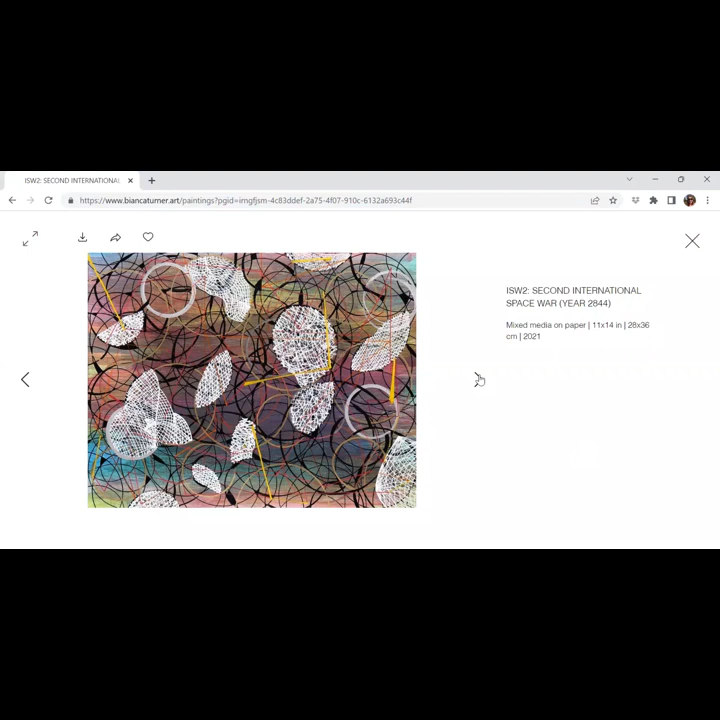 ISW2: SECOND INTERNATIONAL
https://www.biancaturner.art/paintings?pgid=imgfjsm-4c83ddef-2a75-4f07-910c-6132a693c44f
ISW2: SECOND INTERNATIONAL
SPACE WAR (YEAR 2844)
Mixed media on paper | 11x14 in | 28x36
cm | 2021